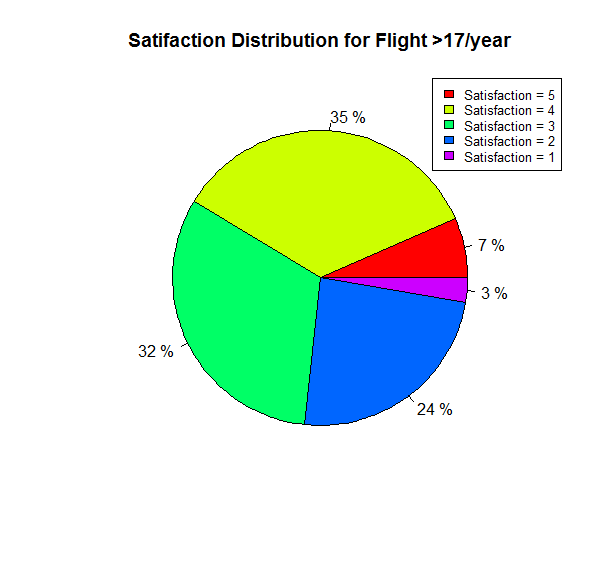 Satifaction Distribution for Flight >17/year
Satisfaction = 5
Satisfaction = 4
Satisfaction = 3
Satisfaction = 2
Satisfaction = 1
35 %
7 %
3 %
32 %
24 %